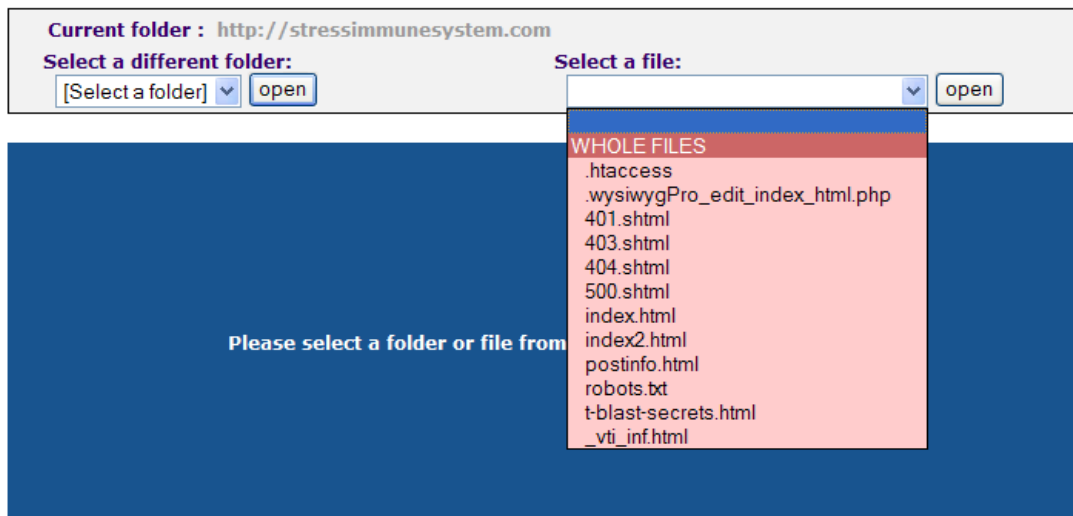 Current folder : http://stressimmunesystem.com
Select a different folder:
Select a file:
[Select a folder]
open
open
WHOLE FILES
.htaccess
.wysiwygPro_edit_index_html.php
401.shtml
403.shtml
404.shtml
500.shtml
index.html
index2.html
postinfo.html
robots.txt
t-blast-secrets.html
_vti_inf.html
Please select a folder or file from